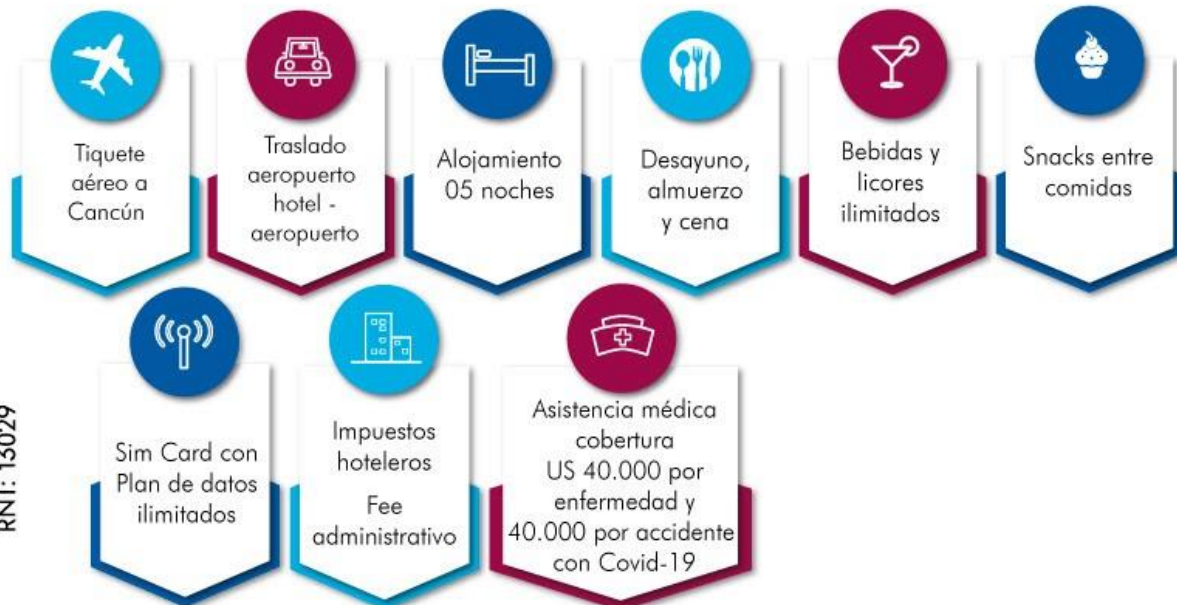 Tiquete
aéreo a
Cancún
Traslado
aeropuerto
hotel -
aeropuerto
Alojamiento
05 noches
Desayuno,
almuerzo
y cena
Bebidas y
licores
ilimitados
Snacks entre
comidas
Sim Card con
Plan de datos
ilimitados
Impuestos
hoteleros
Fee
administrativo
Asistencia médica
cobertura
US 40.000 por
enfermedad y
40.000 por accidente
con Covid-19
RNT: 13029